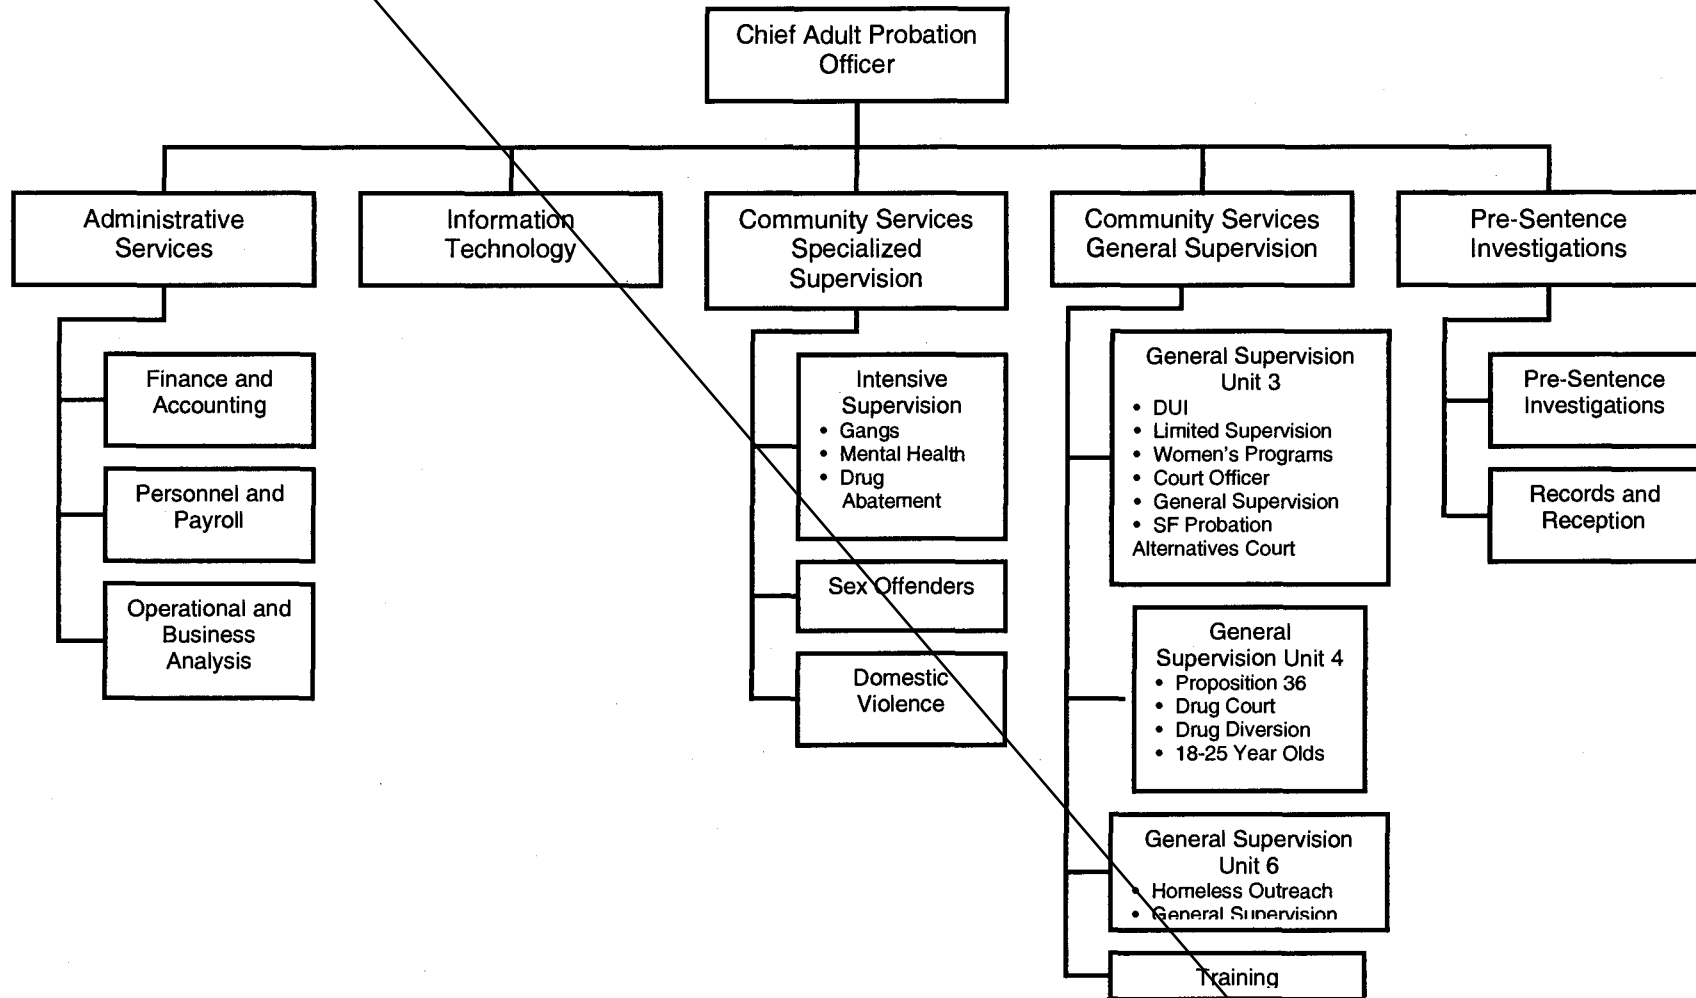 Chief Adult Probation
Officer
Administrative
Services
Information
Technology
Community Services
Specialized
Supervision
Community Services
General Supervision
Pre-Sentence
Investigations
Finance and
Accounting
Personnel and
Payroll
Operational and
Business
Analysis
Intensive
Supervision
• Gangs
• Mental Health
• Drug
Abatement
Sex Offenders
Domestic
Violence
General Supervision
Unit 3
• DUI
• Limited Supervision
• Women's Programs
• Court Officer
• General Supervision
• SF Probation
Alternatives Court
General
Supervision Unit 4
• Proposition 36
• Drug Court
• Drug Diversion
• 18-25 Year Olds
General Supervision
Unit 6
• Homeless Outreach
• General Supervision
Training
Pre-Sentence
Investigations
Records and
Reception